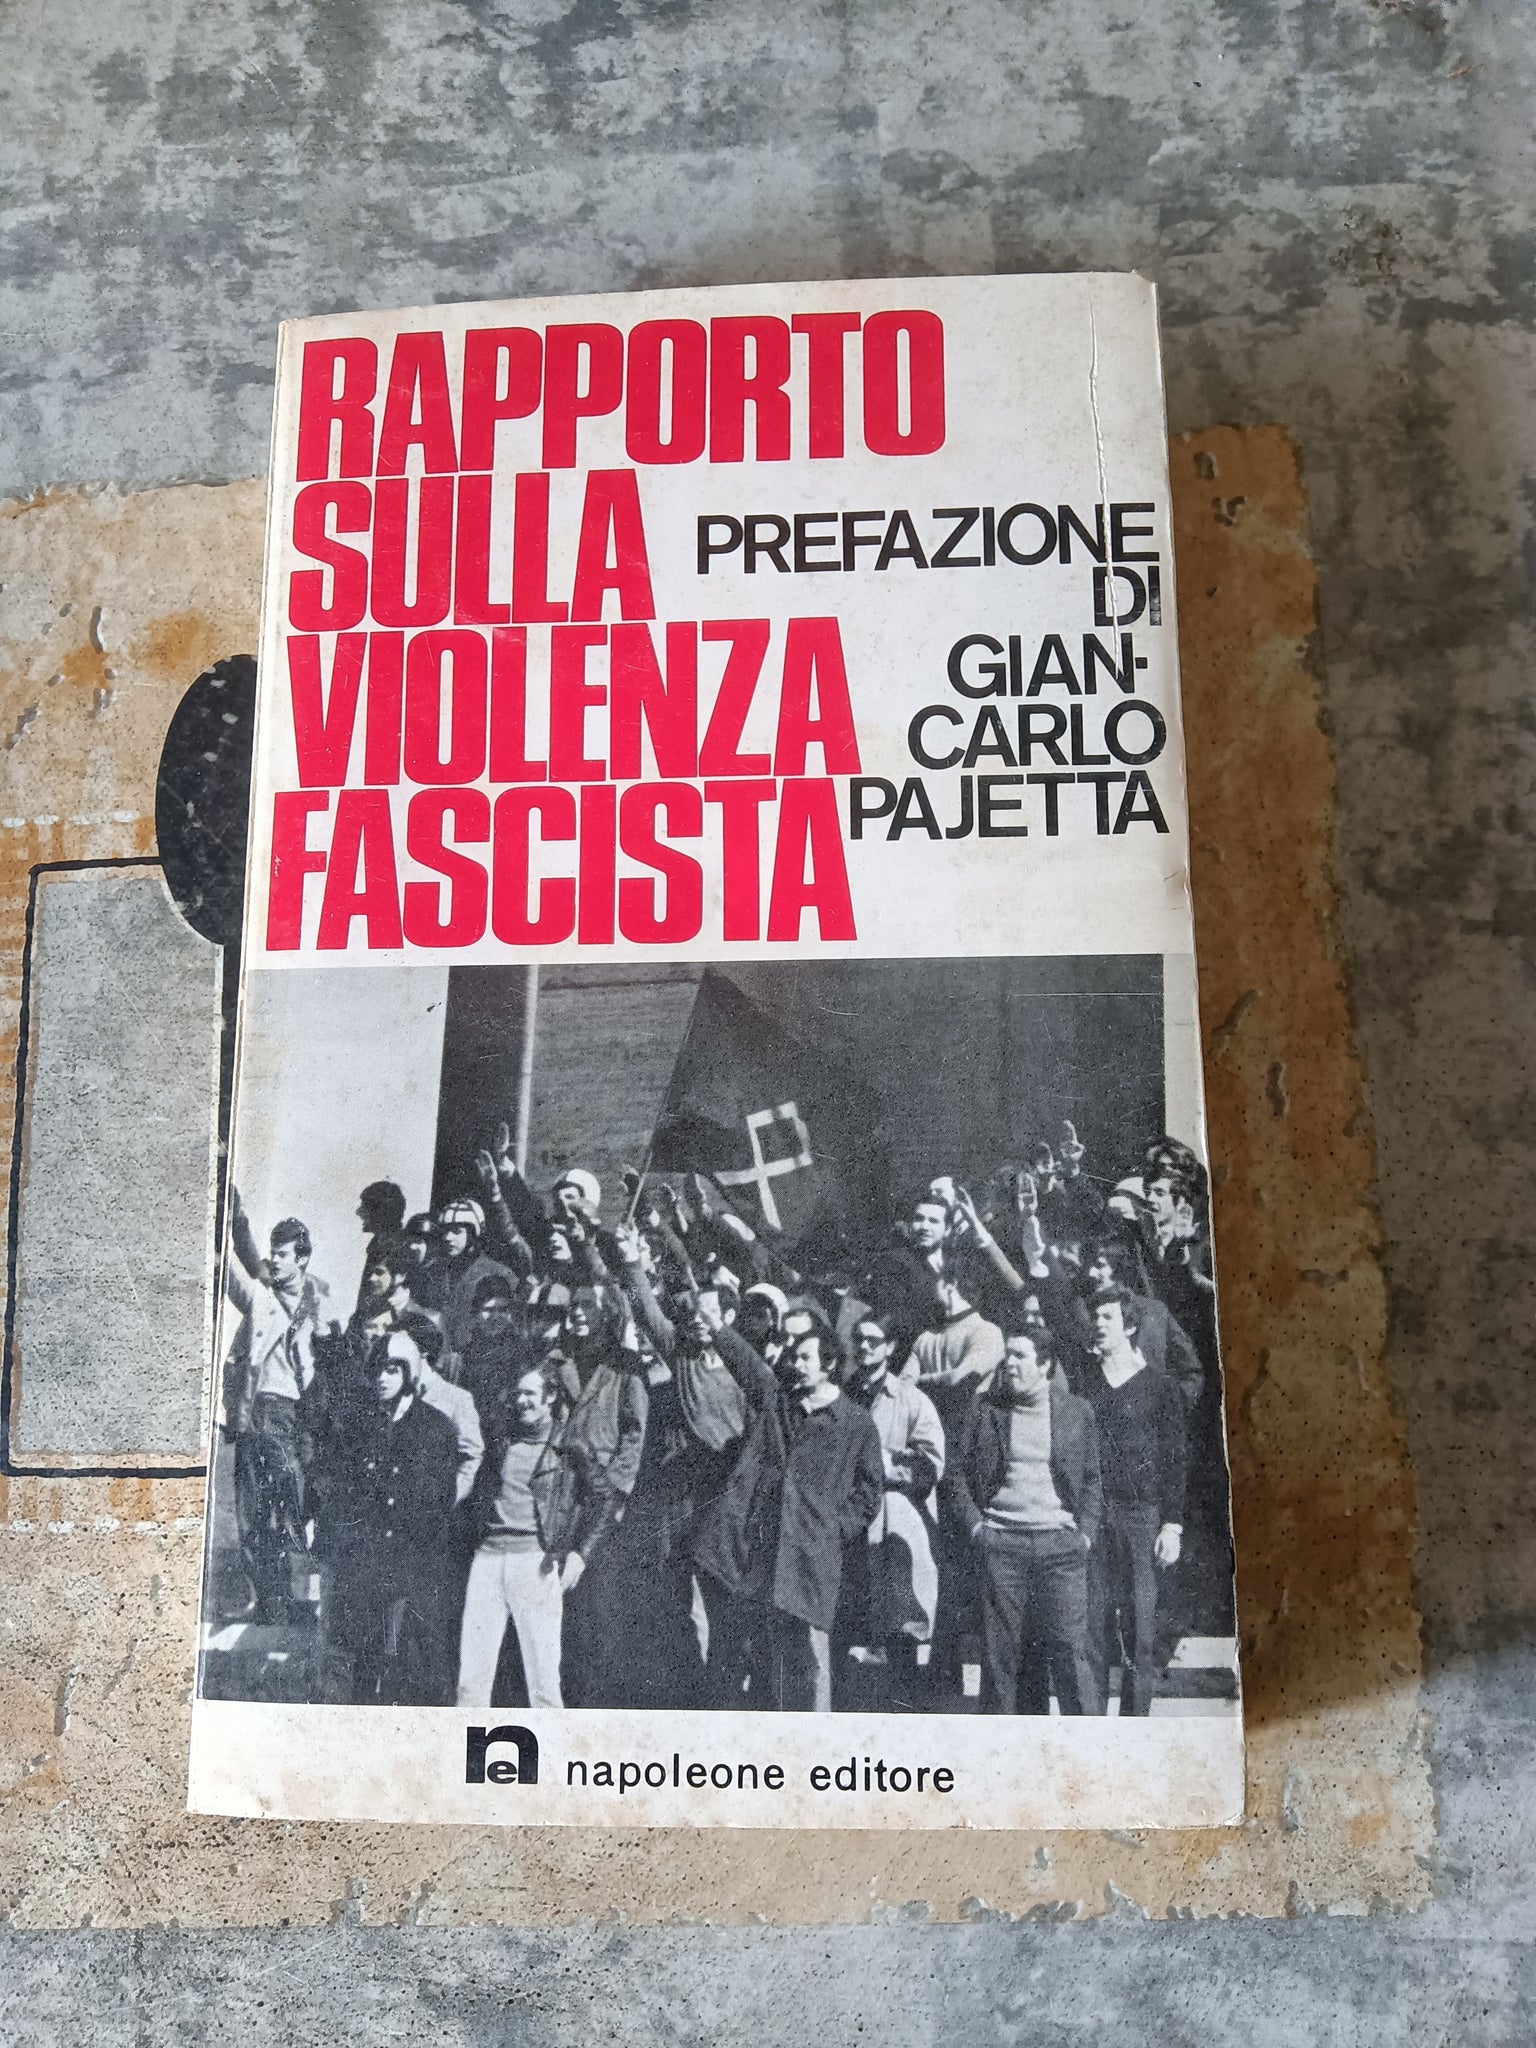 RAPPORTO
SULLA
VIOLENZA
FASCISTA
PREFAZIONE
DI
GIAN-
CARLO
PAJETTA
ne napoleone editore